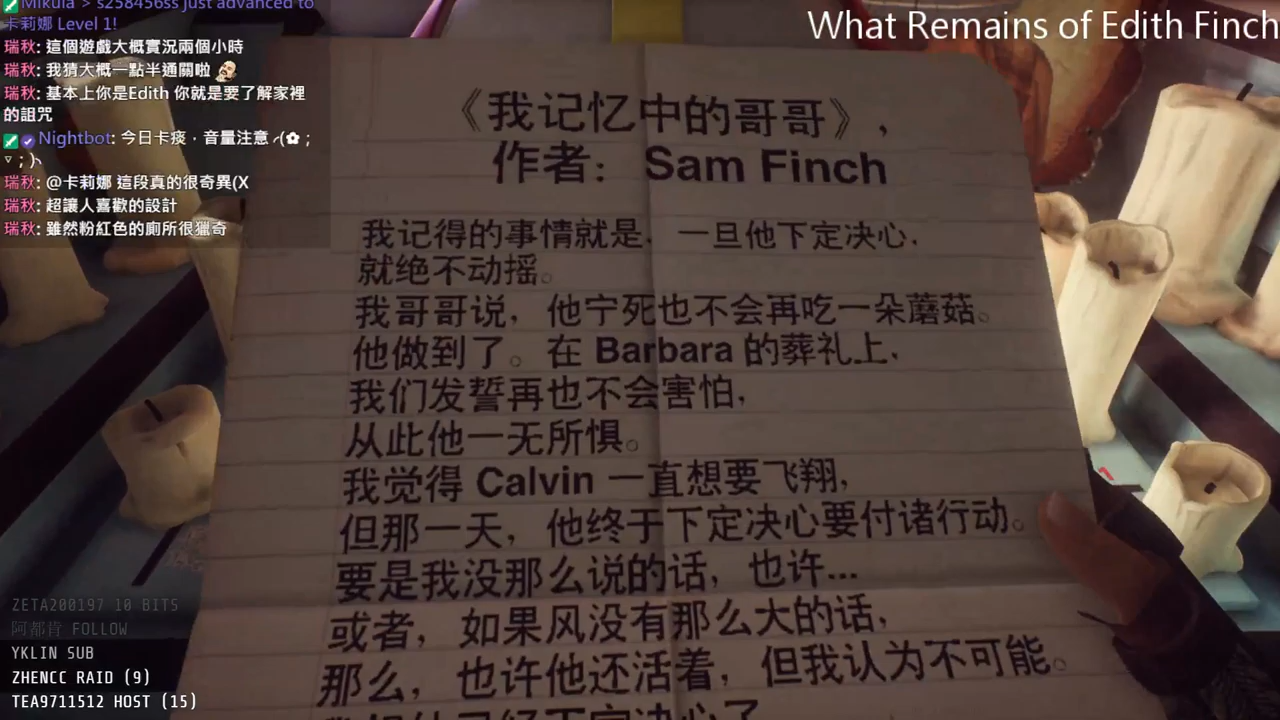 Mikula > s258456ss just advanced to
卡莉娜 Level 1!
瑞秋: 這個遊戲大概實況兩個小時
瑞秋: 我猜大概一點半通關啦
瑞秋: 基本上你是Edith 你就是要了解家裡
的詛咒
Nightbot: 今日卡痰，音量注意 ╭(✿ ;
▿ ; )╮
瑞秋: @卡莉娜 這段真的很奇異(X
瑞秋: 超讓人喜歡的設計
瑞秋: 雖然粉紅色的廁所很獵奇
What Remains of Edith Finch
《我记忆中的哥哥》，
作者： Sam Finch
我记得的事情就是，一旦他下定决心，
就绝不动摇。
我哥哥说，他宁死也不会再吃一朵蘑菇。
他做到了。在 Barbara 的葬礼上，
我们发誓再也不会害怕，
从此他一无所惧。
我觉得 Calvin 一直想要飞翔，
但那一天，他终于下定决心要付诸行动。
要是我没那么说的话，也许...
或者，如果风没有那么大的话，
那么，也许他还活着，但我认为不可能。
ZETA200197 10 BITS
阿都昔 FOLLOW
YKLIN SUB
ZHENCC RAID (9)
TEA9711512 HOST (15)